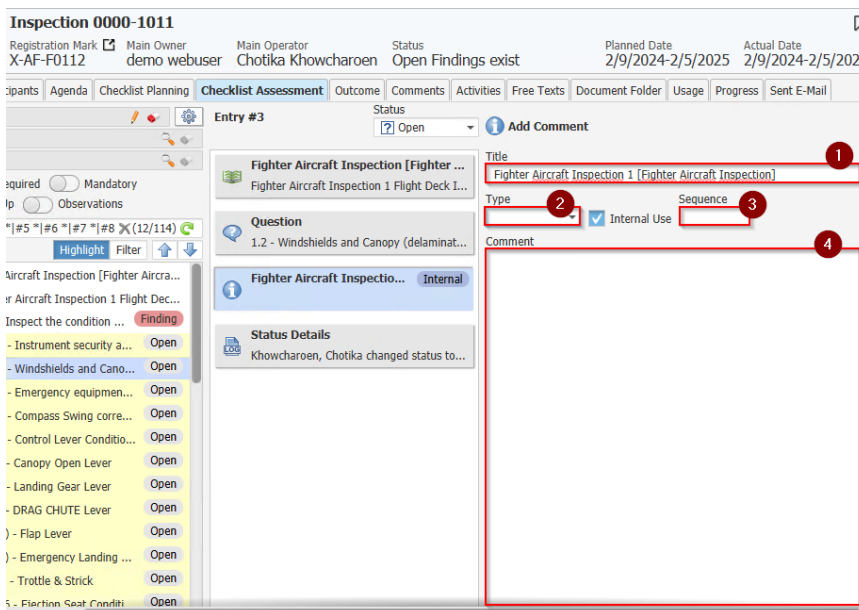 Inspection 0000-1011
Registration Mark Main Owner Main Operator Status Planned Date Actual Date
X-AF-F0112 demo webuser Chotika Khowcharoen Open Findings exist 2/9/2024-2/5/2025 2/9/2024-2/5/202
cipants Agenda Checklist Planning Checklist Assessment Outcome Comments Activities Free Texts Document Folder Usage Progress Sent E-Mail
Entry #3
Status
Open
equired Mandatory
Up Observations
*|#5 *|#6 *|#7 *|#8 (12/114)
Highlight Filter
Aircraft Inspection [Fighter Aircra...
er Aircraft Inspection 1 Flight Dec...
Inspect the condition ... Finding
- Instrument security a... Open
- Windshields and Cano... Open
- Emergency equipmen... Open
- Compass Swing corre... Open
- Control Lever Conditio... Open
- Canopy Open Lever Open
- Landing Gear Lever Open
- DRAG CHUTE Lever Open
) - Flap Lever Open
) - Emergency Landing ... Open
- Trottle & Strick Open
5 - Ejection Seat Conditi... Open
Fighter Aircraft Inspection [Fighter ...
Fighter Aircraft Inspection 1 Flight Deck I...
Question
1.2 - Windshields and Canopy (delaminat...
Fighter Aircraft Inspectio... Internal
Status Details
LOG
Khowcharoen, Chotika changed status to...
Add Comment
Title
1
Fighter Aircraft Inspection 1 [Fighter Aircraft Inspection]
Type Sequence
2 Internal Use 3
Comment
4